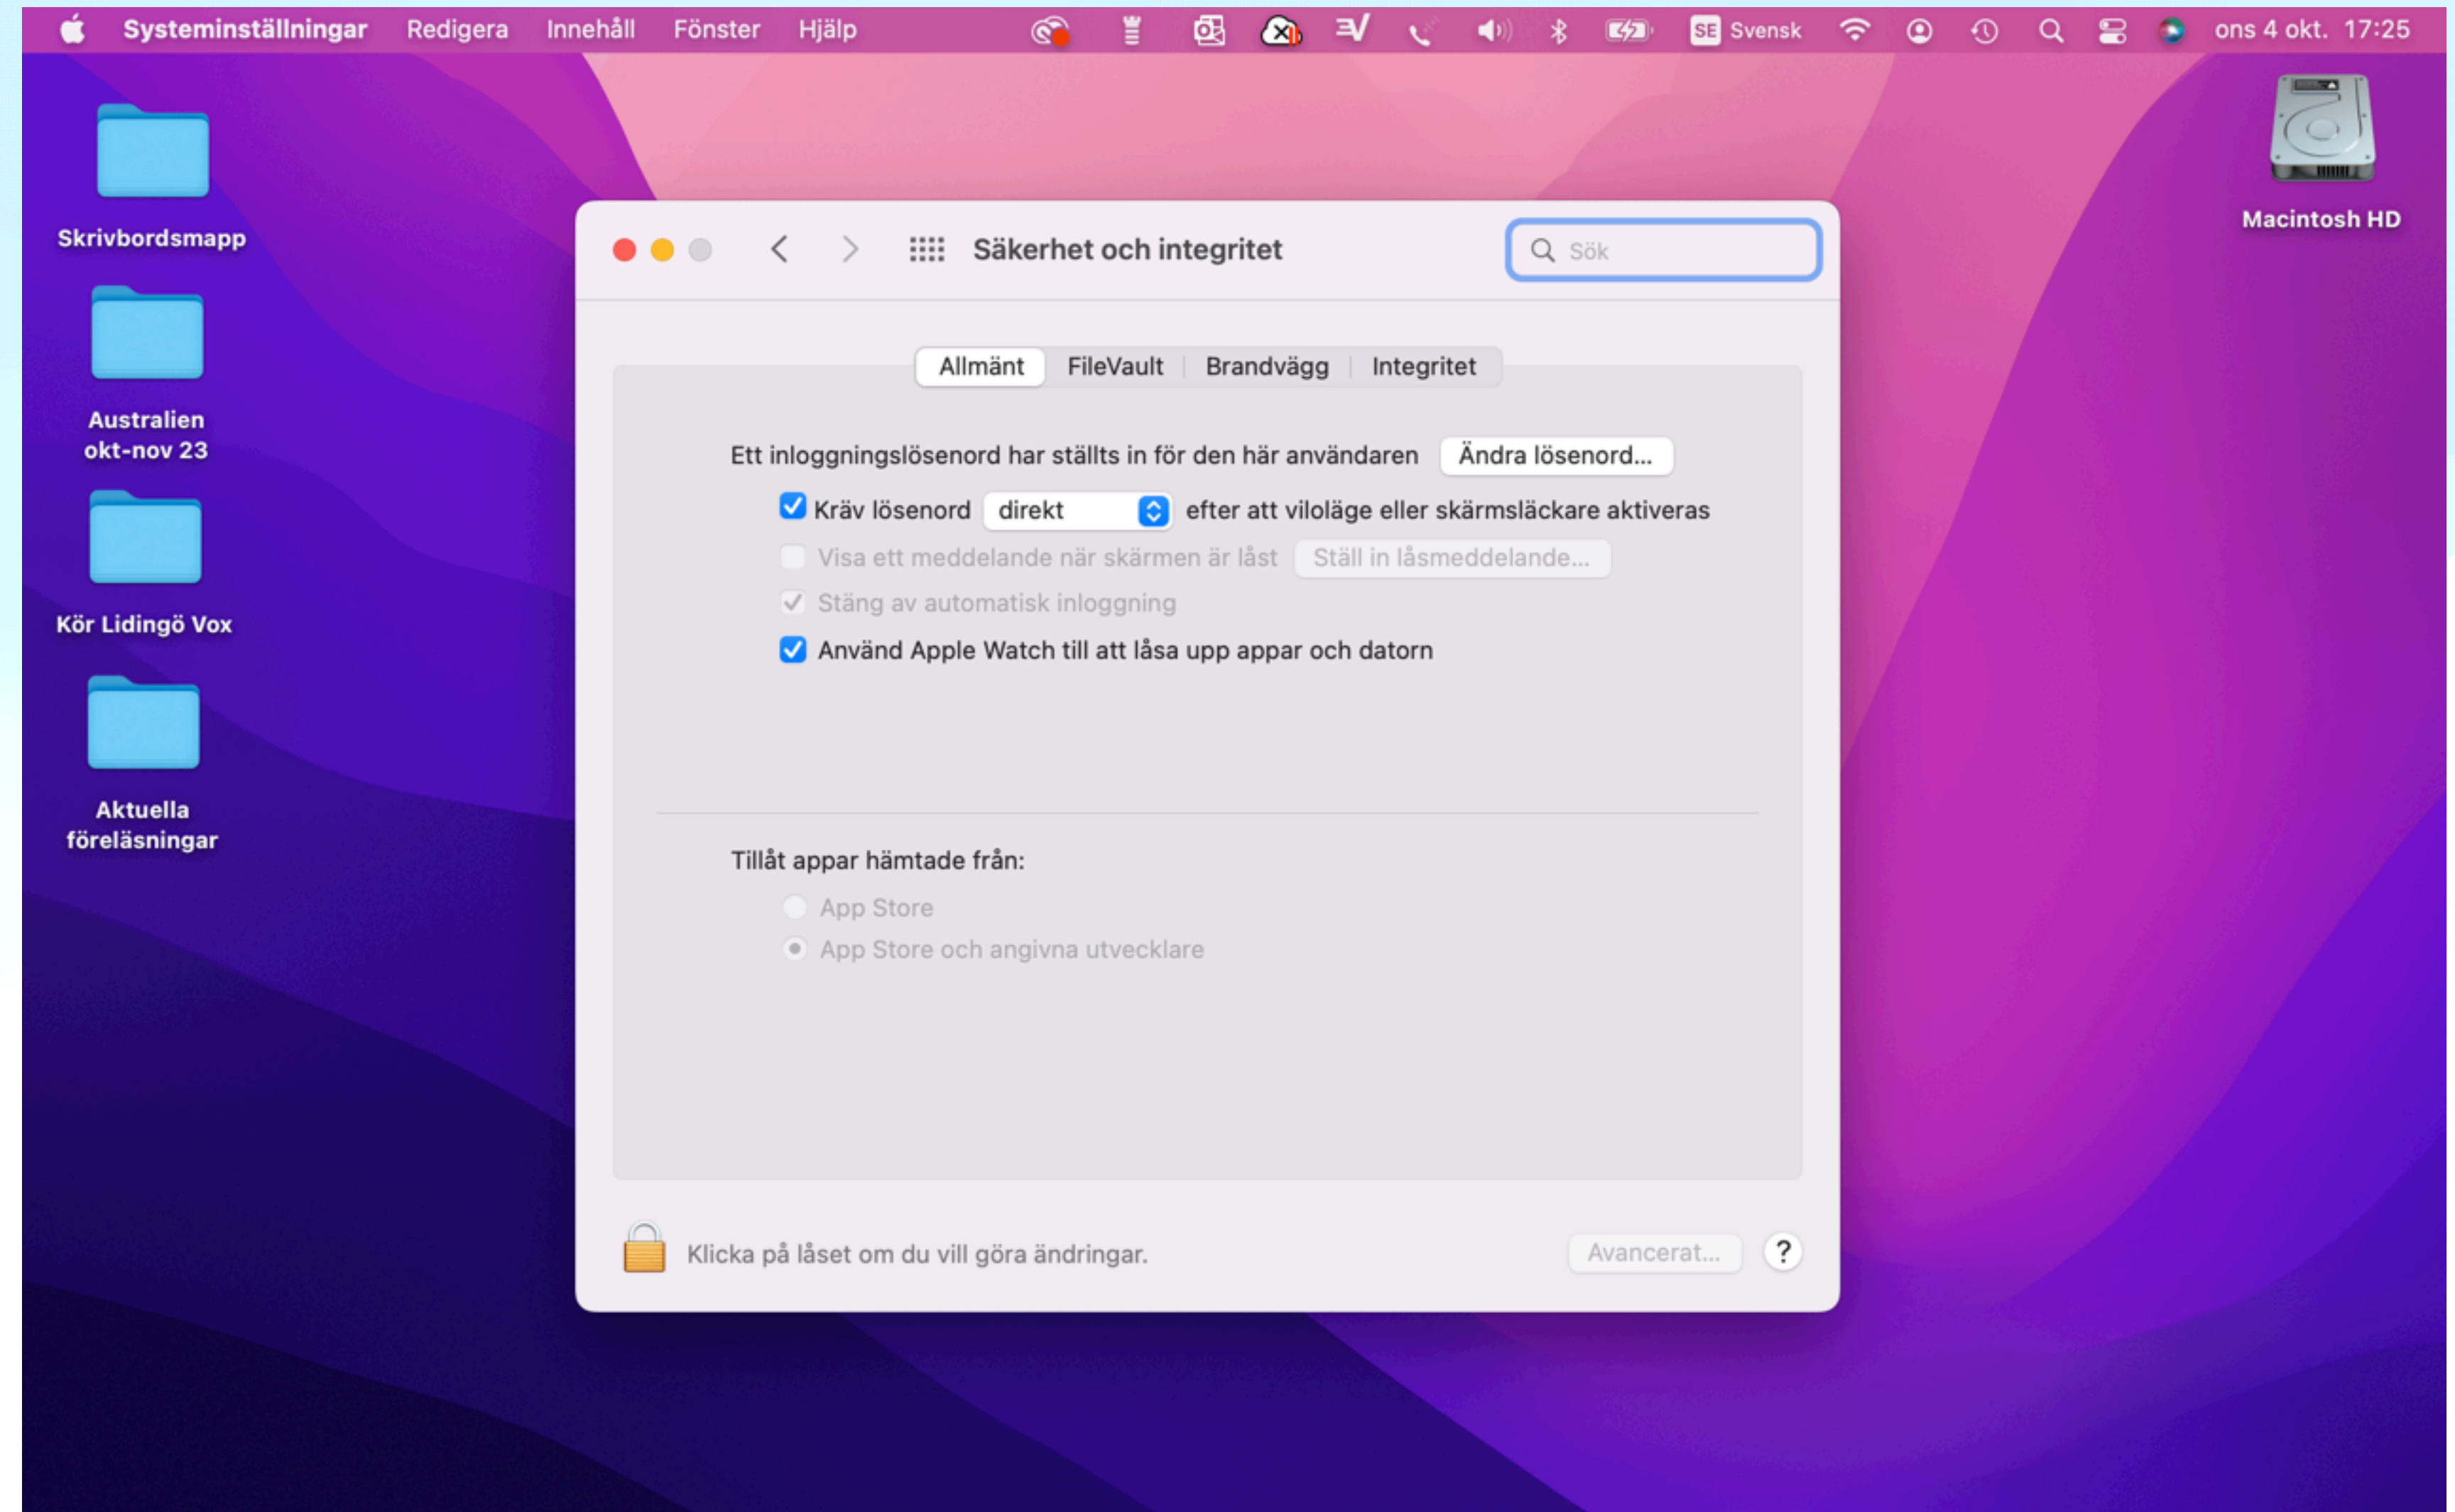 Systeminställningar Redigera Innehåll Fönster Hjälp SE Svensk ons 4 okt. 17:25
Skrivbordsmapp
Australien
okt-nov 23
Kör Lidingö Vox
Aktuella
föreläsningar
Macintosh HD
Säkerhet och integritet
Sök
Allmänt FileVault Brandvägg Integritet
Ett inloggningslösenord har ställts in för den här användaren Ändra lösenord...
Kräv lösenord direkt efter att viloläge eller skärmsläckare aktiveras
Visa ett meddelande när skärmen är låst Ställ in låsmeddelande...
Stäng av automatisk inloggning
Använd Apple Watch till att låsa upp appar och datorn
Tillåt appar hämtade från:
App Store
App Store och angivna utvecklare
Klicka på låset om du vill göra ändringar. Avancerat... ?